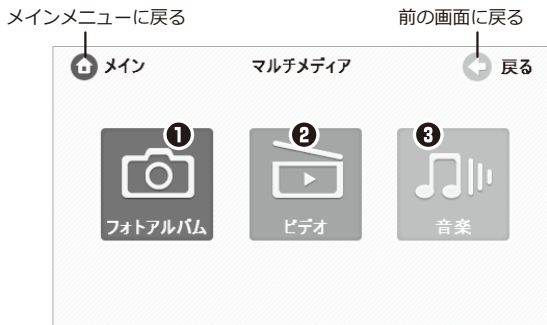 メインメニューに戻る 前の画面に戻る
メイン マルチメディア 戻る
❶ ❷ ❸
フォトアルバム ビデオ 音楽